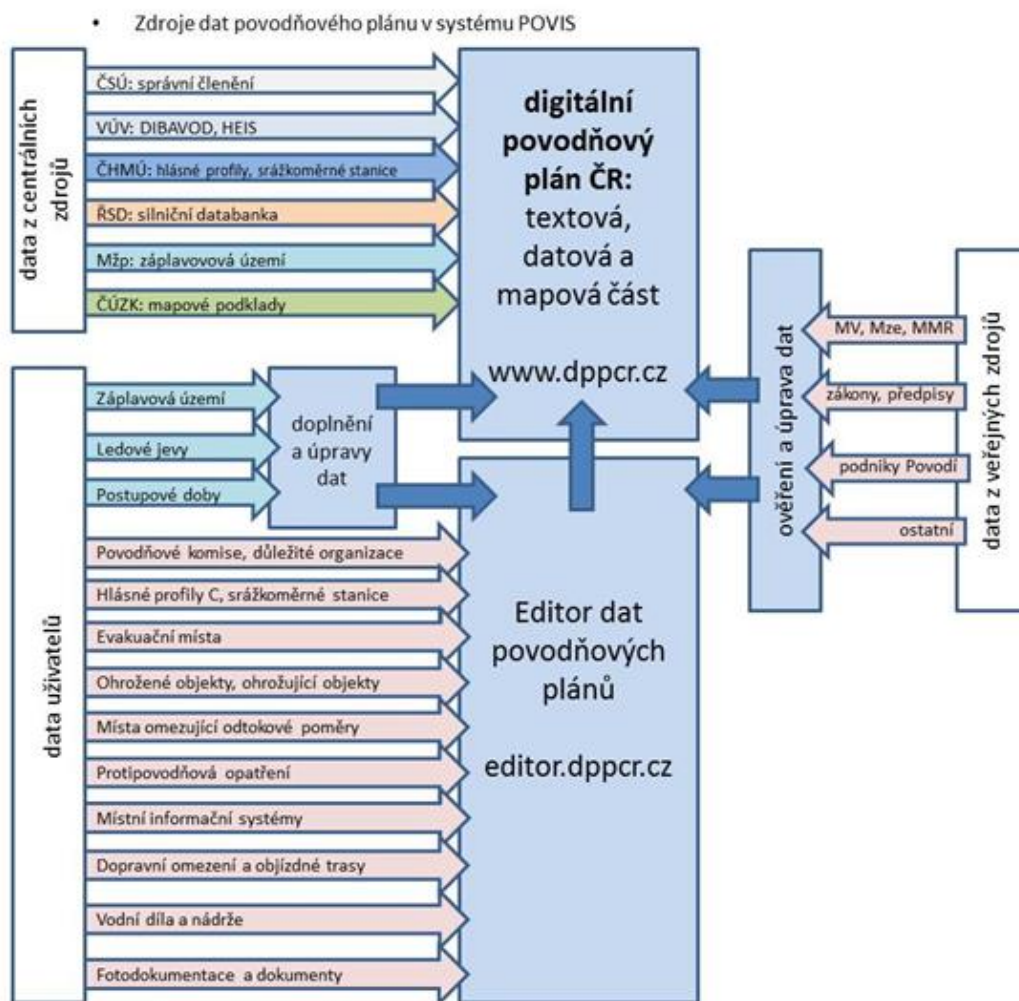 • Zdroje dat povodňového plánu v systému POVIS
data z centrálních
zdrojů
ČSÚ: správní členění
VÚV: DIBAVOD, HEIS
ČHMÚ: hlásné profily, srážkoměrné stanice
ŘSD: silniční databanka
Mžp: záplavovová území
ČÚZK: mapové podklady
digitální
povodňový
plán ČR:
textová,
datová a
mapová část
www.dppcr.cz
data uživatelů
Záplavová území
Ledové jevy
Postupové doby
doplnění
a úpravy
dat
Povodňové komise, důležité organizace
Hlásné profily C, srážkoměrné stanice
Evakuační místa
Ohrožené objekty, ohrožující objekty
Místa omezující odtokové poměry
Protipovodňová opatření
Místní informační systémy
Dopravní omezení a objízdné trasy
Vodní díla a nádrže
Fotodokumentace a dokumenty
Editor dat
povodňových
plánů
editor.dppcr.cz
ověření a úprava dat
MV, Mze, MMR
zákony, předpisy
podniky Povodí
ostatní
data z veřejných zdrojů